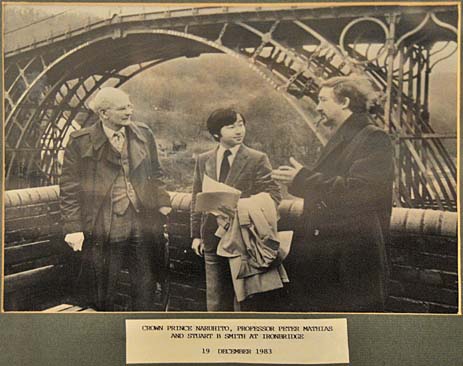 CROWN PRINCE NARUHITO, PROFESSOR PETER MATHIAS
AND STUART B SMITH AT IRONBRIDGE
19 DECEMBER 1983